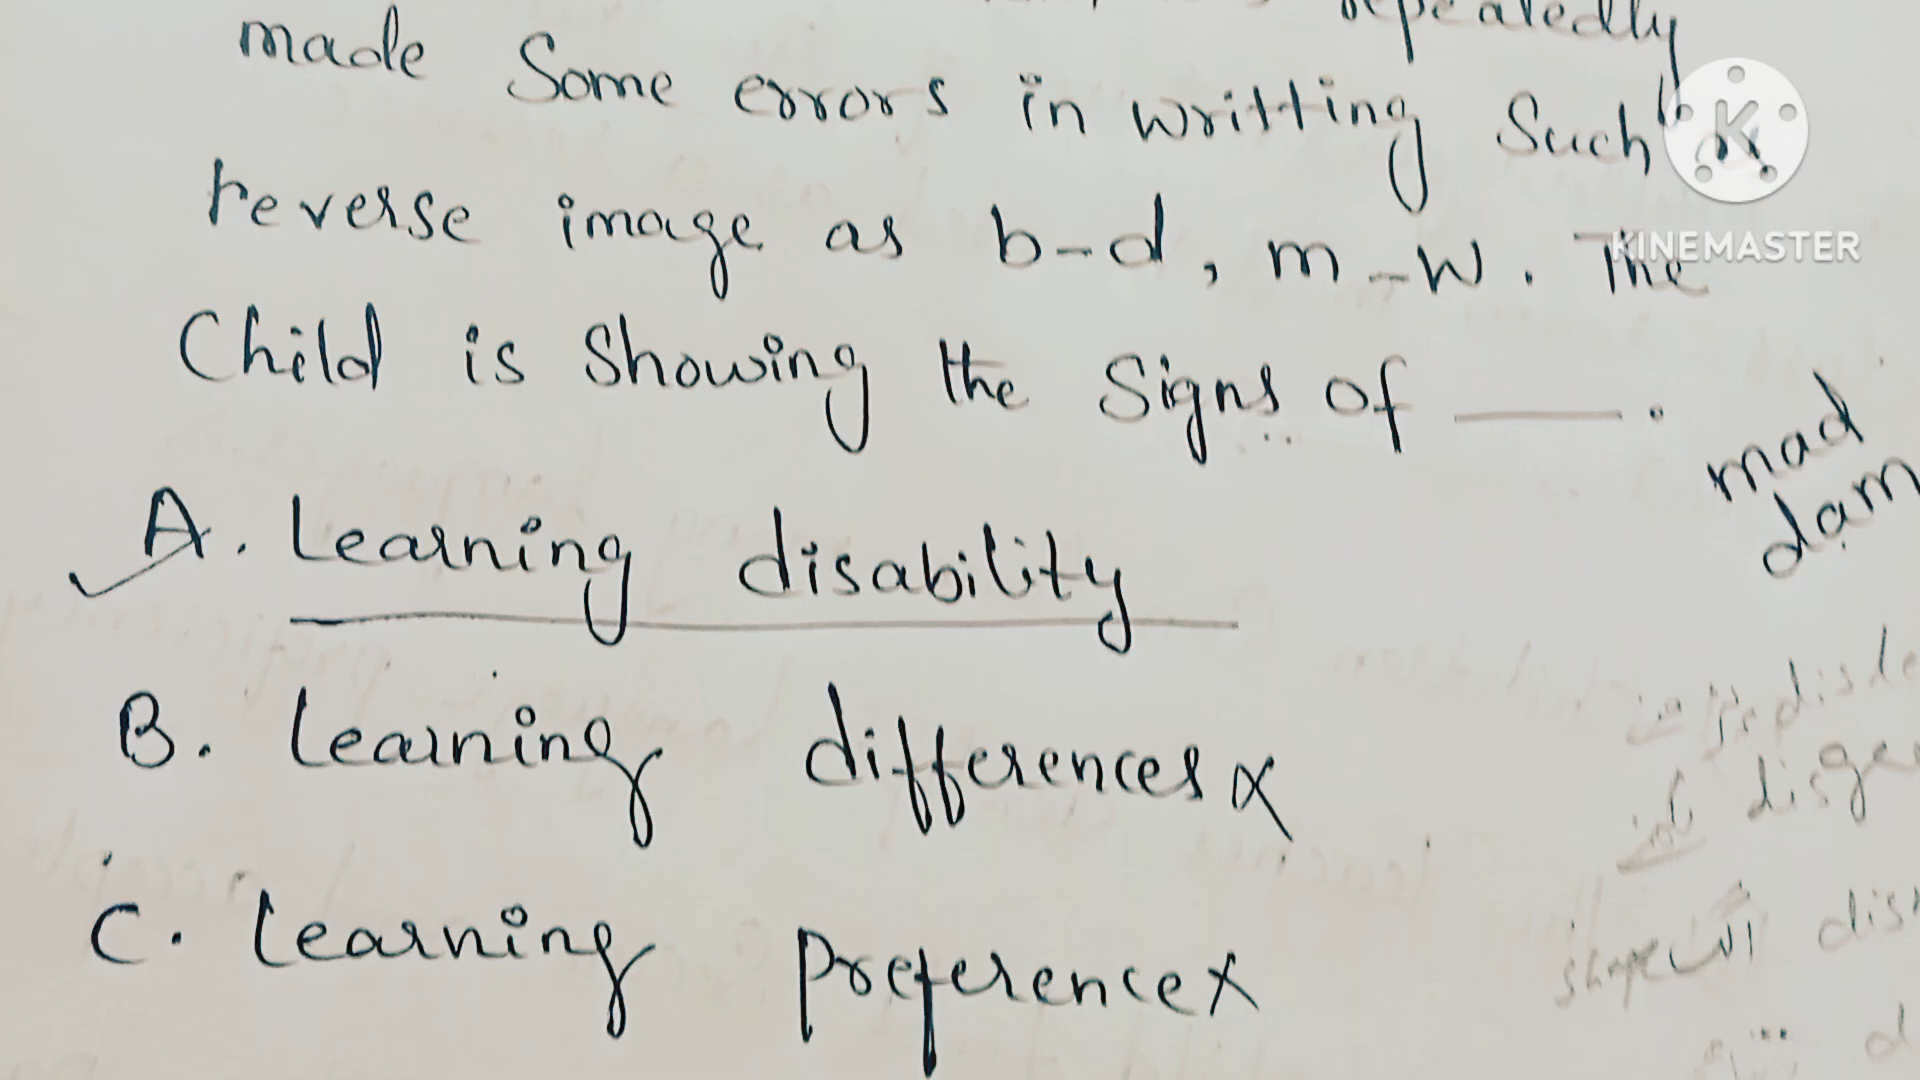 repeatedly
made Some errors in writting Such as
reverse image as b-d, m-w. The
Child is Showing the Signs of ——.
mad
dam
A. Learning disability
B. Learning differences x
C. Learning Preference x
KINEMASTER